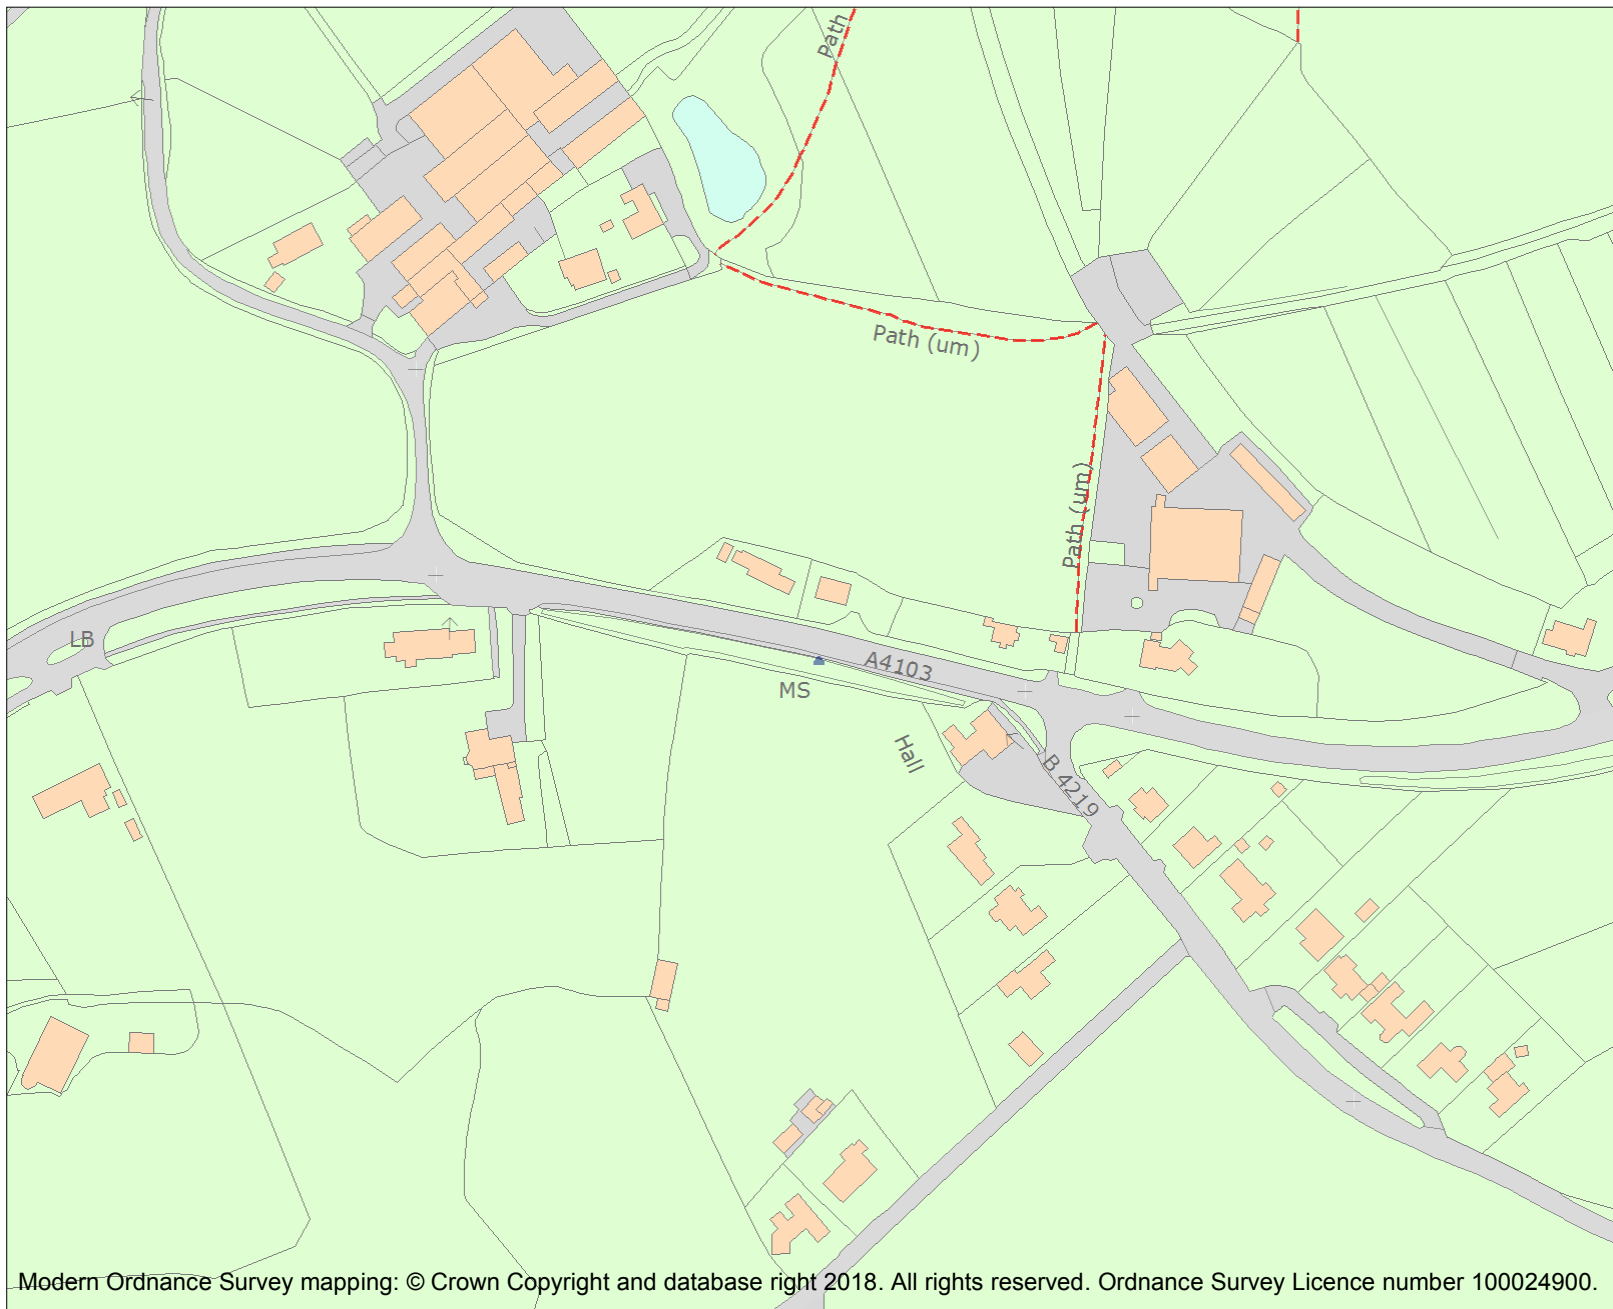 Path
Path (um)
Path (um)
LB
A4103
MS
Hall
B 4219
Modern Ordnance Survey mapping: © Crown Copyright and database right 2018. All rights reserved. Ordnance Survey Licence number 100024900.